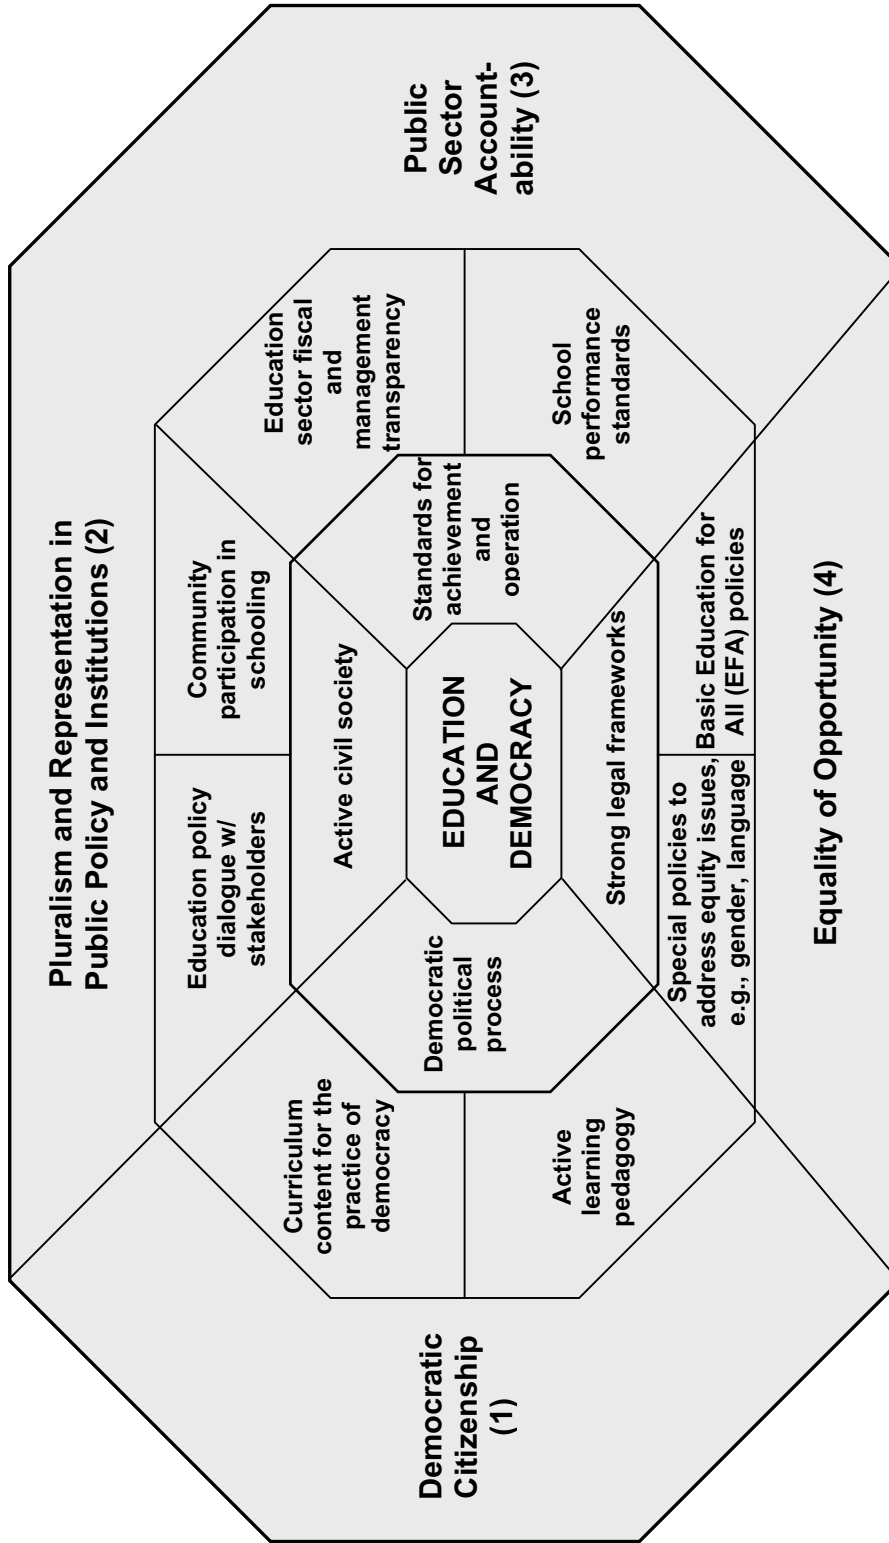 Pluralism and Representation in
Public Policy and Institutions (2)
Education policy
dialogue w/
stakeholders
Community
participation in
schooling
Active civil society
Democratic
Citizenship
(1)
Curriculum
content for the
practice of
democracy
Active
learning
pedagogy
Democratic
political
process
EDUCATION
AND
DEMOCRACY
Standards for
achievement
and
operation
Education
sector fiscal
and
management
transparency
School
performance
standards
Public
Sector
Account-
ability (3)
Strong legal frameworks
Special policies to
address equity issues,
e.g., gender, language
Basic Education for
All (EFA) policies
Equality of Opportunity (4)